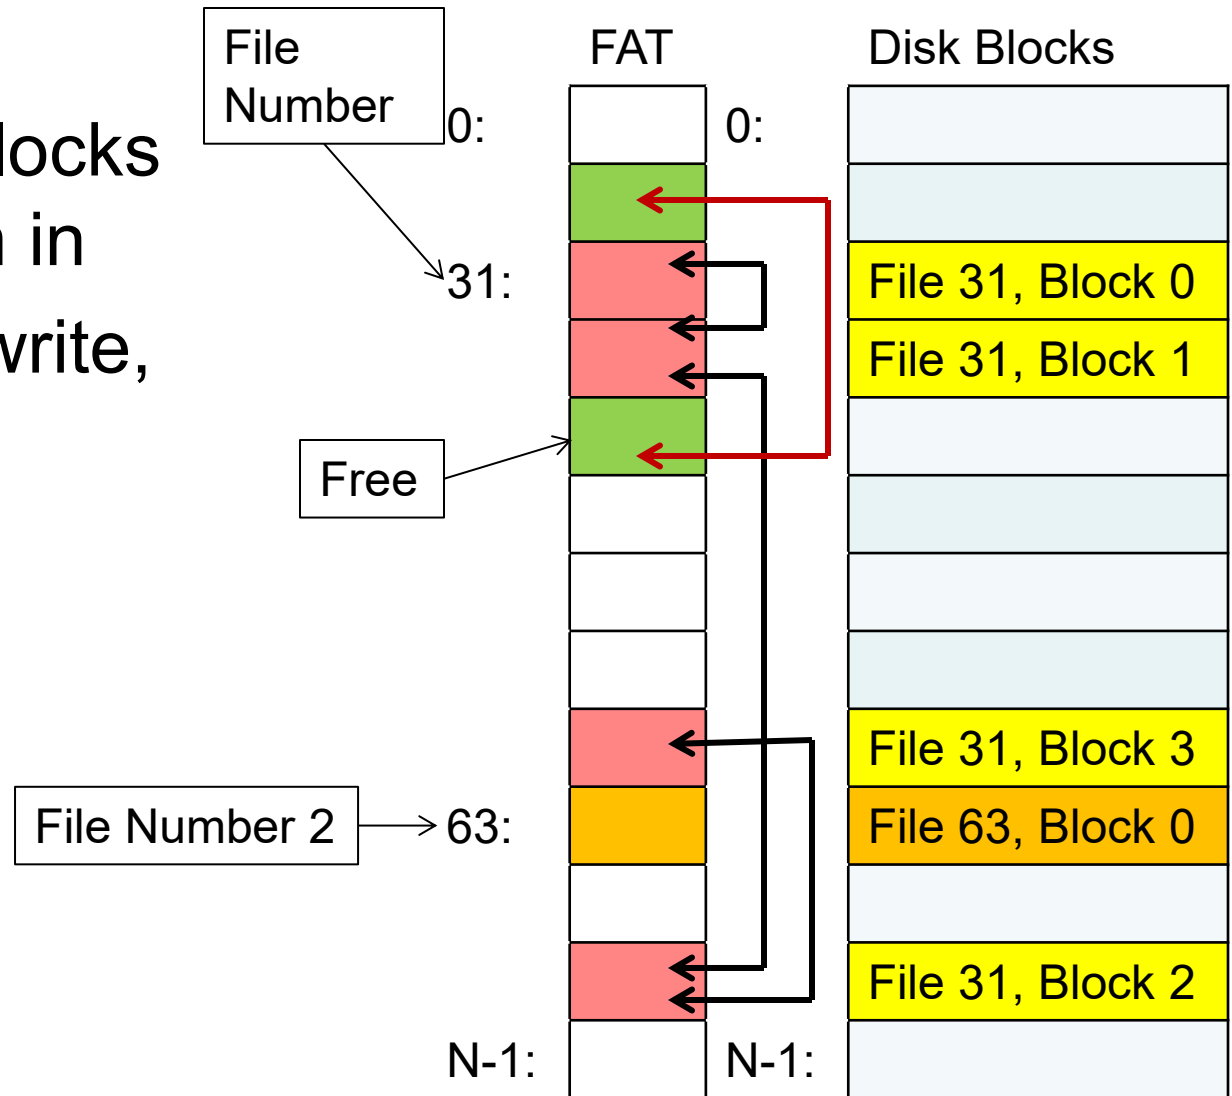 File
Number
FAT
Disk Blocks
0:
0:
in
write,
31:
File 31, Block 0
File 31, Block 1
Free
File 31, Block 3
File Number 2
63:
File 63, Block 0
File 31, Block 2
N-1:
N-1: